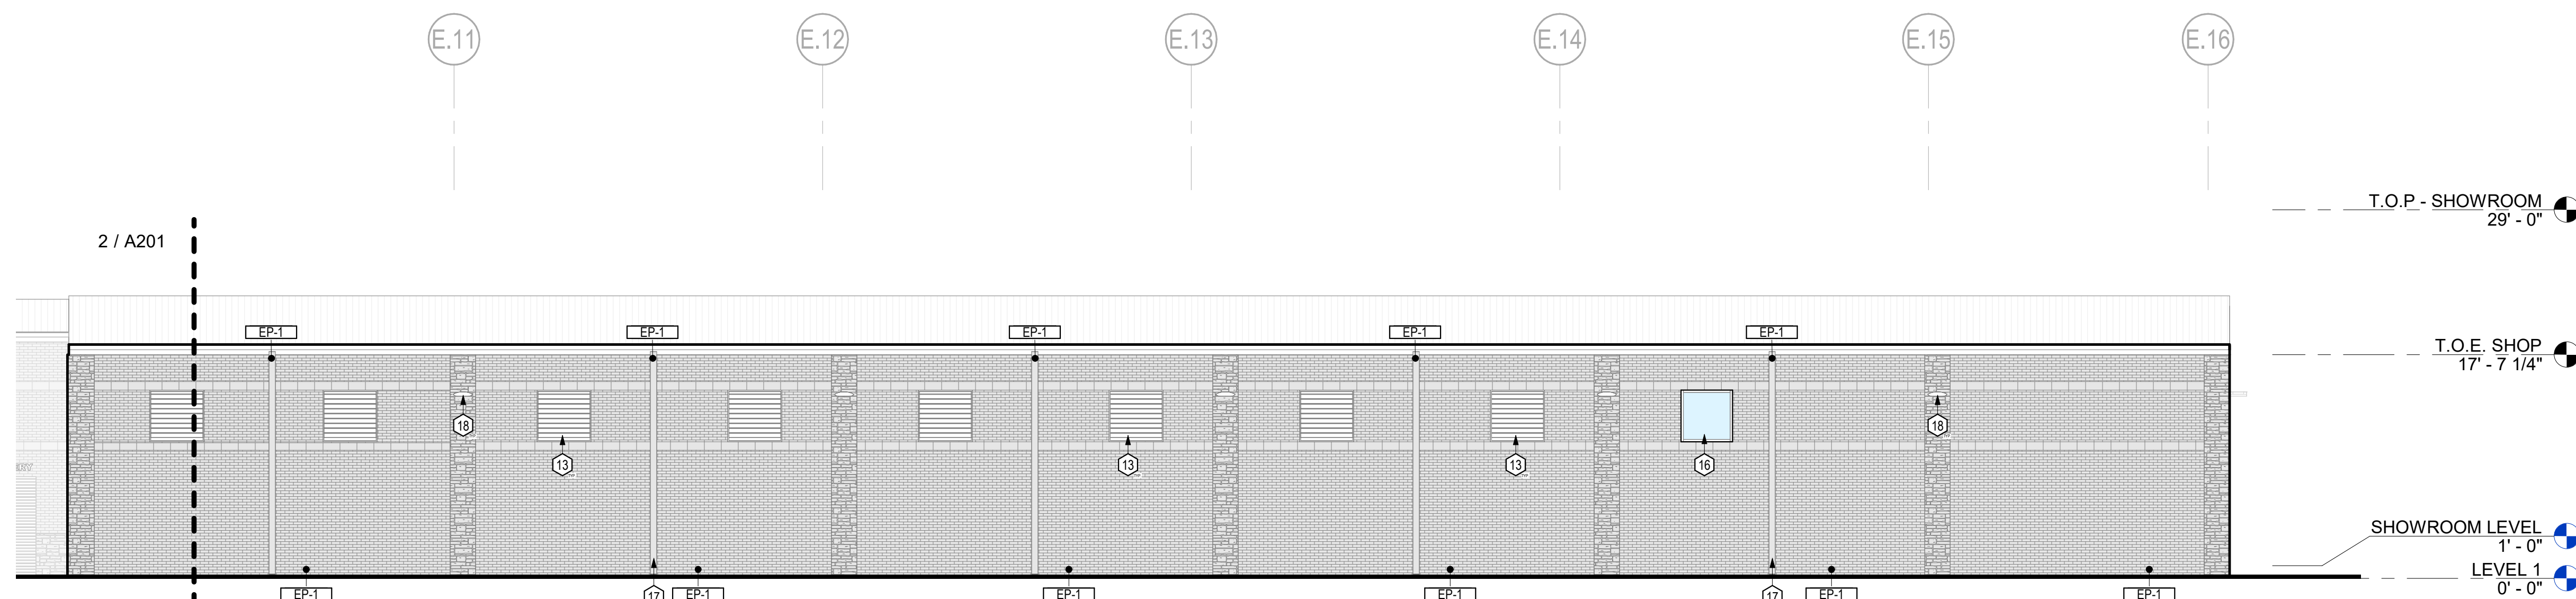 E.11 E.12 E.13 E.14 E.15 E.16
T.O.P - SHOWROOM
29' - 0"
2 / A201
EP-1 EP-1 EP-1 EP-1 EP-1
T.O.E. SHOP
17' - 7 1/4"
18 18
13 13 13 16
ERY
SHOWROOM LEVEL
1' - 0"
LEVEL 1
0' - 0"
EP-1 17 EP-1 EP-1 EP-1 17 EP-1 EP-1